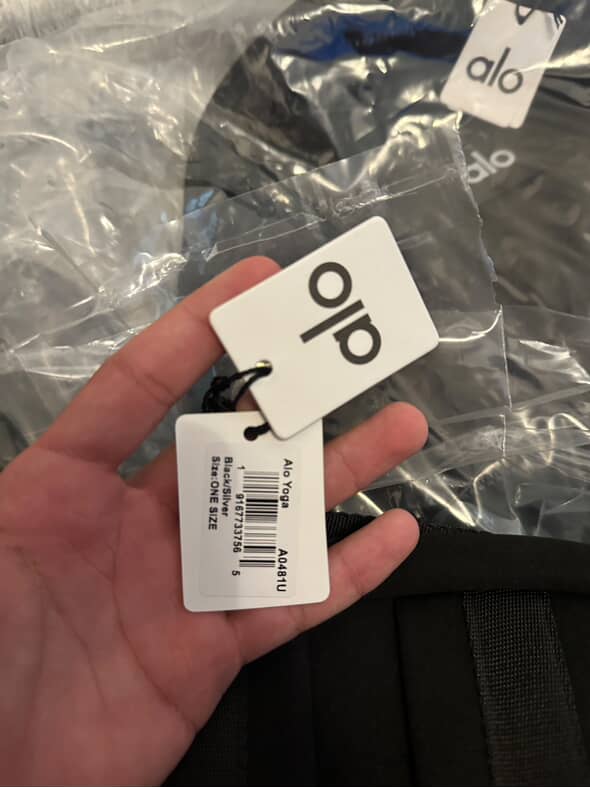 alo
alo
alo
Alo Yoga
A0481U
1 9167733756 5
Black/Silver
Size:ONE SIZE